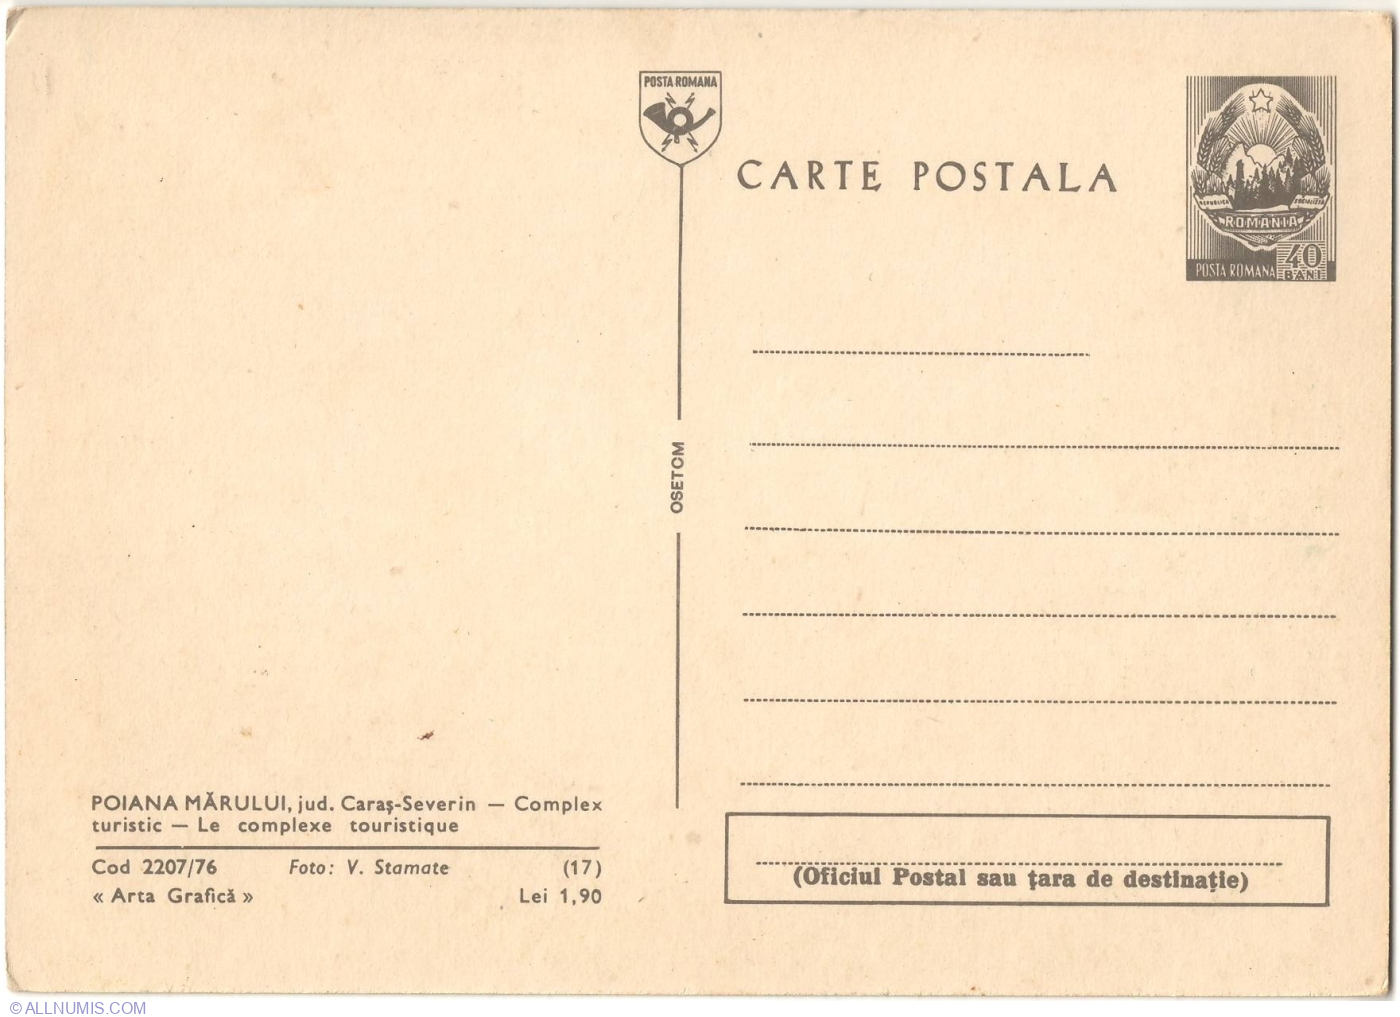 POSTA ROMANA
CARTE POSTALA
REPUBLICA SOCIALISTA
ROMANIA
40
BANI
POSTA ROMANA
OSETCM
POIANA MĂRULUI, jud. Caraş-Severin — Complex
turistic — Le complexe touristique
Cod 2207/76 Foto: V. Stamate (17)
« Arta Grafică » Lei 1,90
(Oficiul Postal sau ţara de destinaţie)
© ALLNUMIS.COM